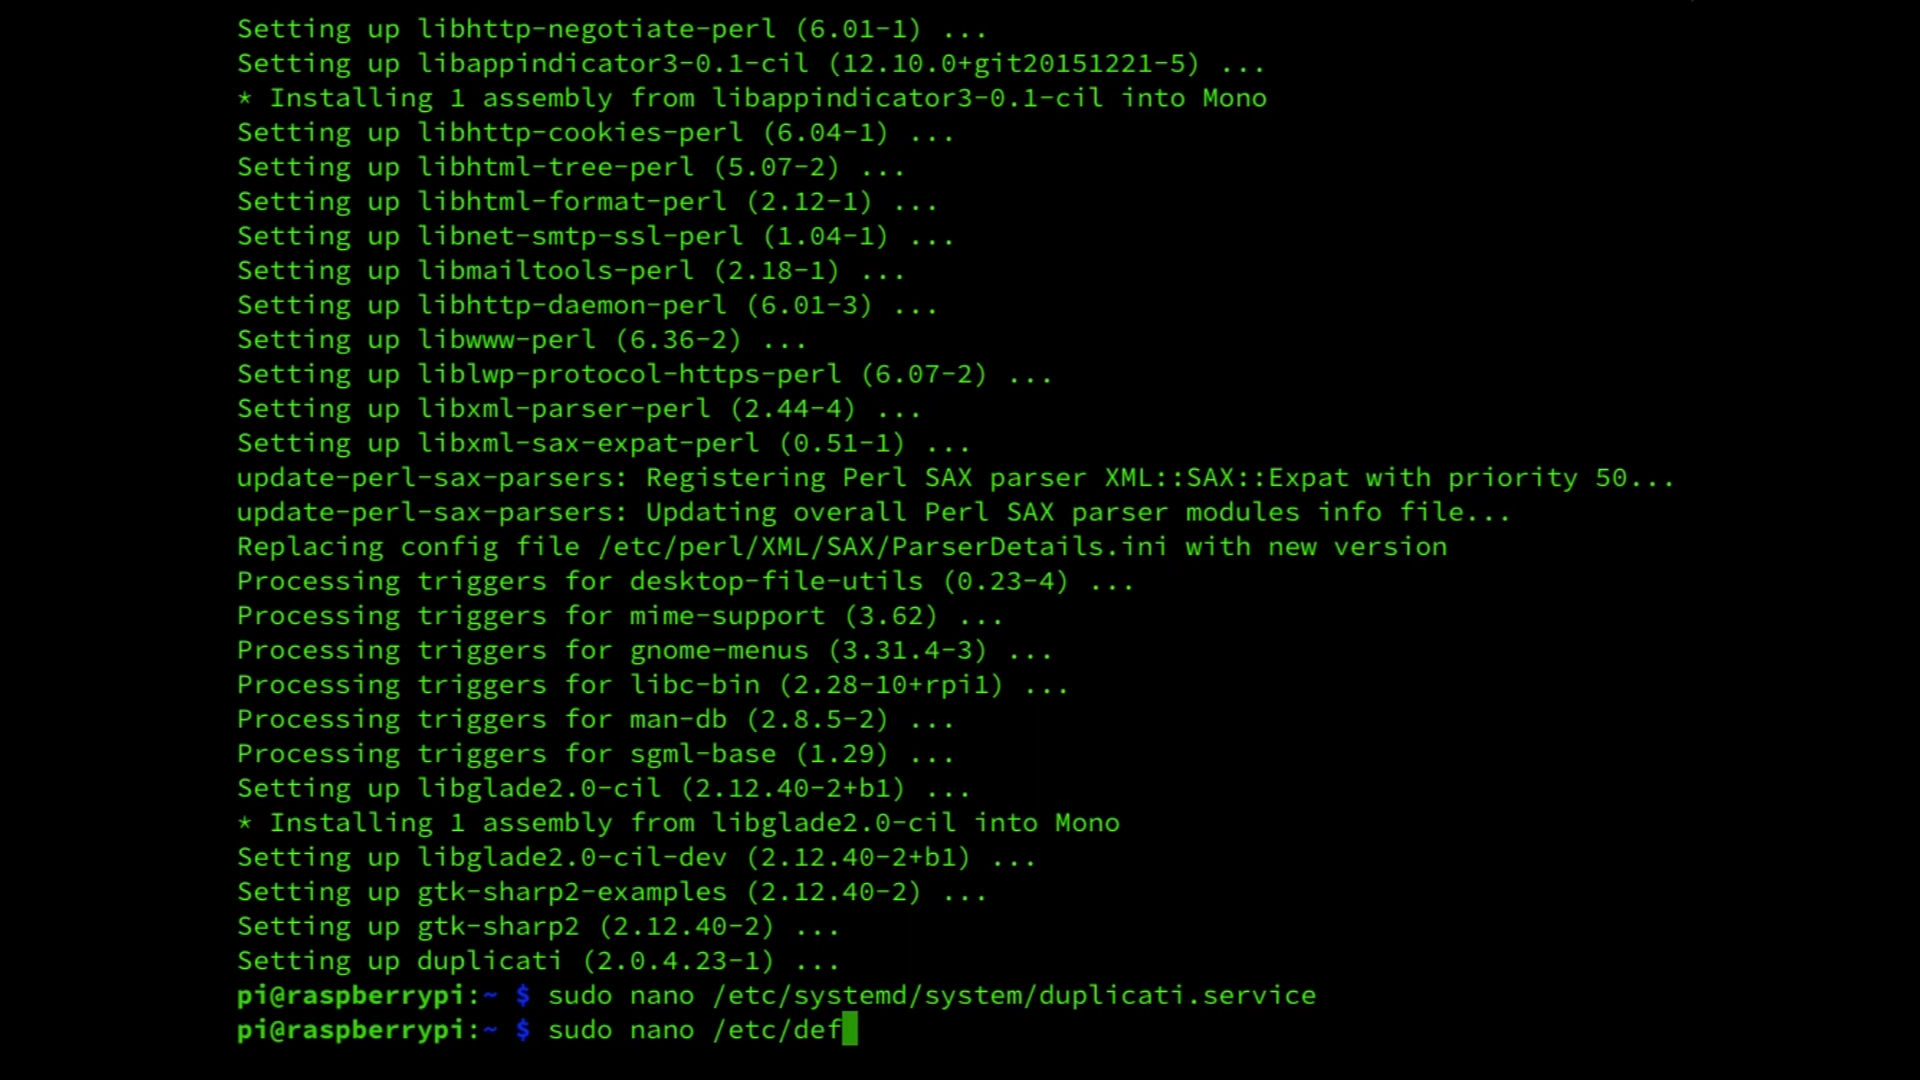 Setting up libhttp-negotiate-perl (6.01-1) ...
Setting up libappindicator3-0.1-cil (12.10.0+git20151221-5) ...
* Installing 1 assembly from libappindicator3-0.1-cil into Mono
Setting up libhttp-cookies-perl (6.04-1) ...
Setting up libhtml-tree-perl (5.07-2) ...
Setting up libhtml-format-perl (2.12-1) ...
Setting up libnet-smtp-ssl-perl (1.04-1) ...
Setting up libmailtools-perl (2.18-1) ...
Setting up libhttp-daemon-perl (6.01-3) ...
Setting up libwww-perl (6.36-2) ...
Setting up liblwp-protocol-https-perl (6.07-2) ...
Setting up libxml-parser-perl (2.44-4) ...
Setting up libxml-sax-expat-perl (0.51-1) ...
update-perl-sax-parsers: Registering Perl SAX parser XML::SAX::Expat with priority 50...
update-perl-sax-parsers: Updating overall Perl SAX parser modules info file...
Replacing config file /etc/perl/XML/SAX/ParserDetails.ini with new version
Processing triggers for desktop-file-utils (0.23-4) ...
Processing triggers for mime-support (3.62) ...
Processing triggers for gnome-menus (3.31.4-3) ...
Processing triggers for libc-bin (2.28-10+rpi1) ...
Processing triggers for man-db (2.8.5-2) ...
Processing triggers for sgml-base (1.29) ...
Setting up libglade2.0-cil (2.12.40-2+b1) ...
* Installing 1 assembly from libglade2.0-cil into Mono
Setting up libglade2.0-cil-dev (2.12.40-2+b1) ...
Setting up gtk-sharp2-examples (2.12.40-2) ...
Setting up gtk-sharp2 (2.12.40-2) ...
Setting up duplicati (2.0.4.23-1) ...
pi@raspberrypi:~ $ sudo nano /etc/systemd/system/duplicati.service
pi@raspberrypi:~ $ sudo nano /etc/def